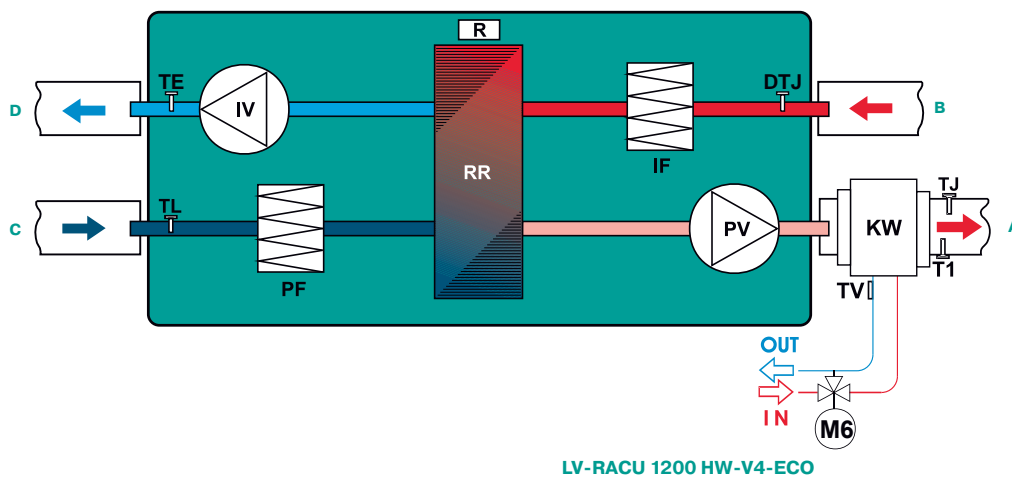 R
TE
IV
DTJ
D
B
IF
RR
TL
TJ
C
PV
KW
A
PF
T1
TV
OUT
IN
M6
LV-RACU 1200 HW-V4-ECO